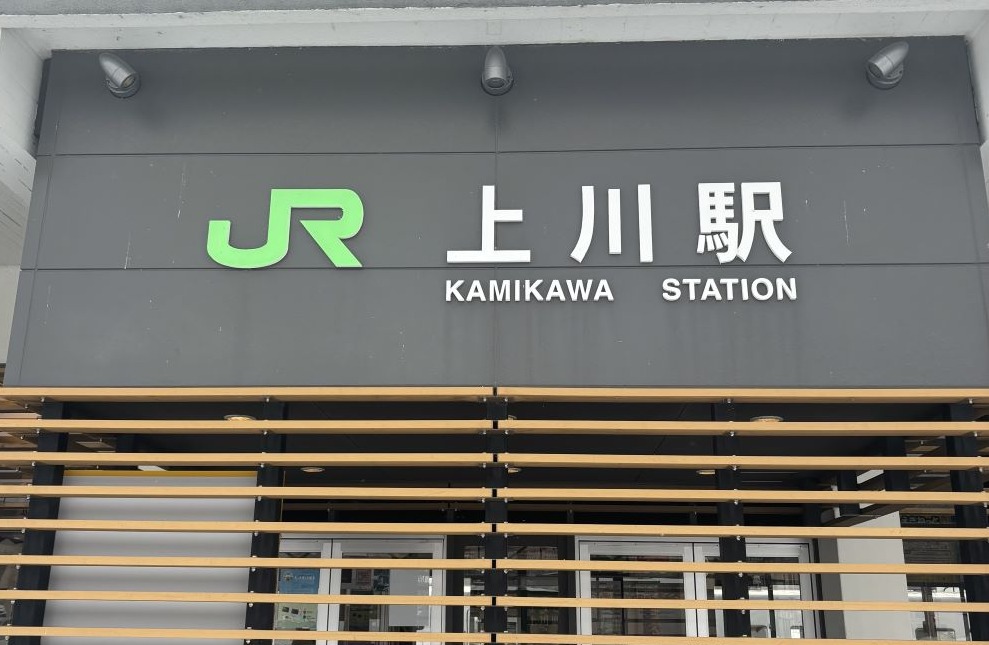 JR 上川駅
KAMIKAWA STATION